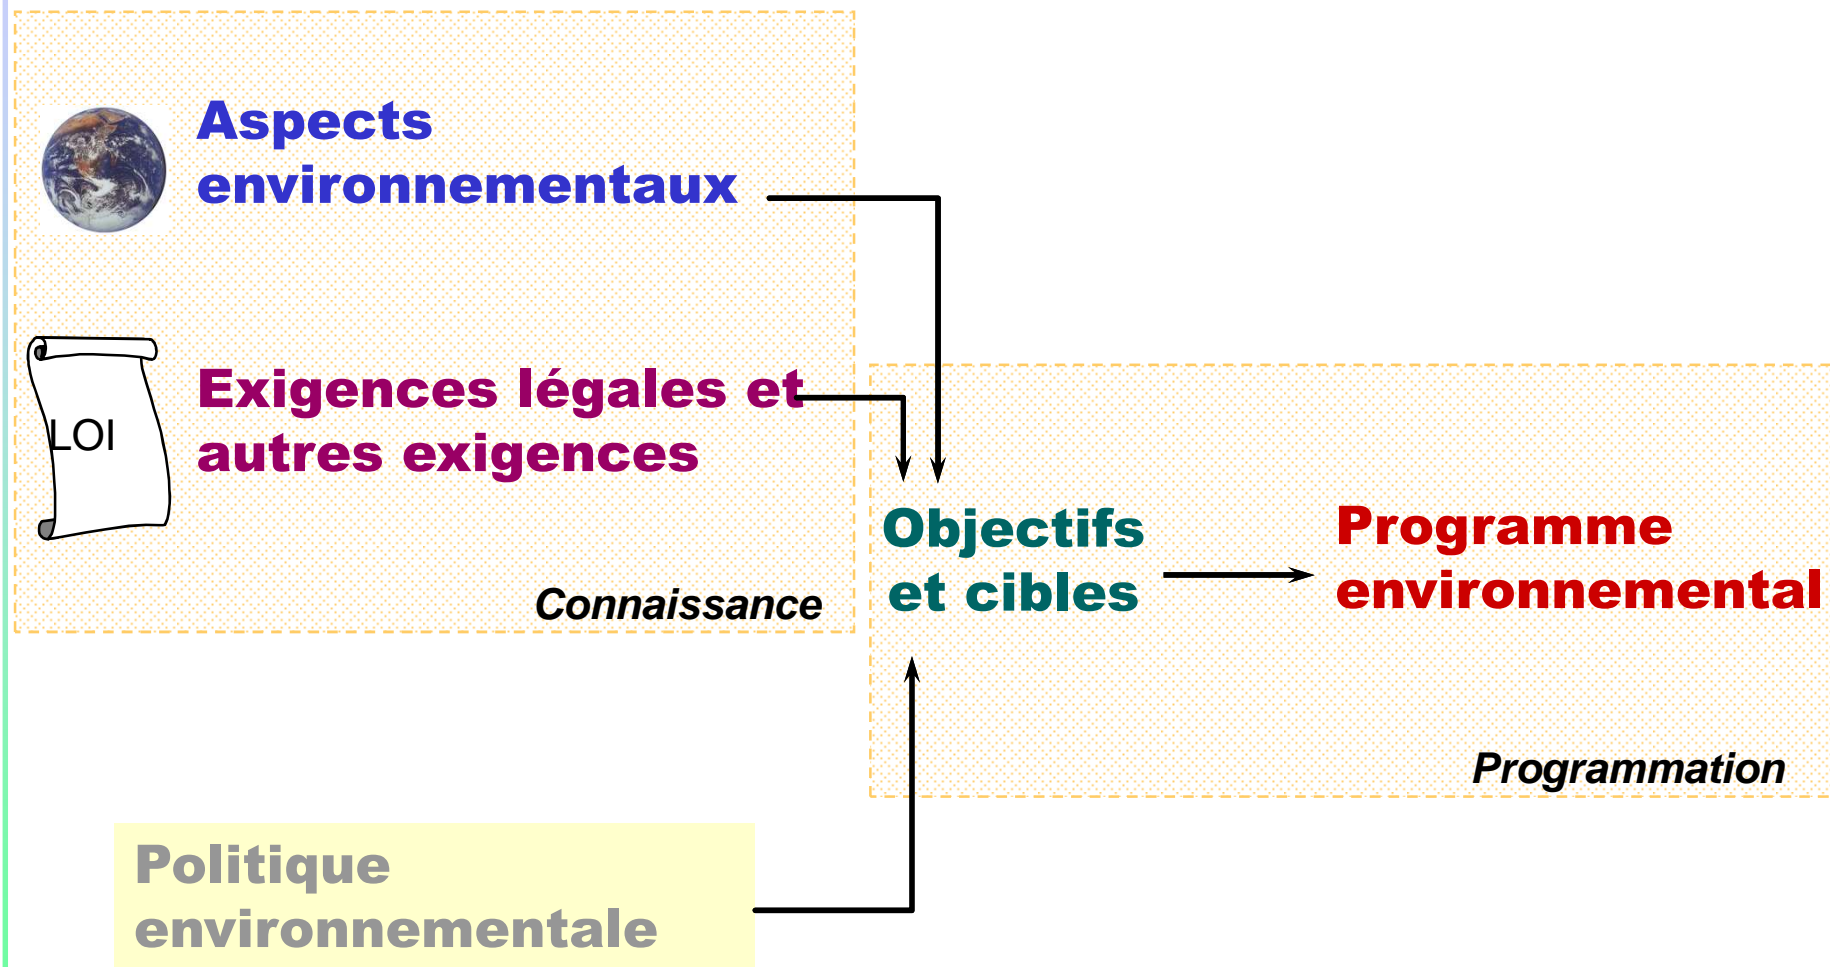 Aspects
environnementaux
LOI
Exigences légales et
autres exigences
Connaissance
Objectifs
et cibles
Programme
environnemental
Programmation
Politique
environnementale